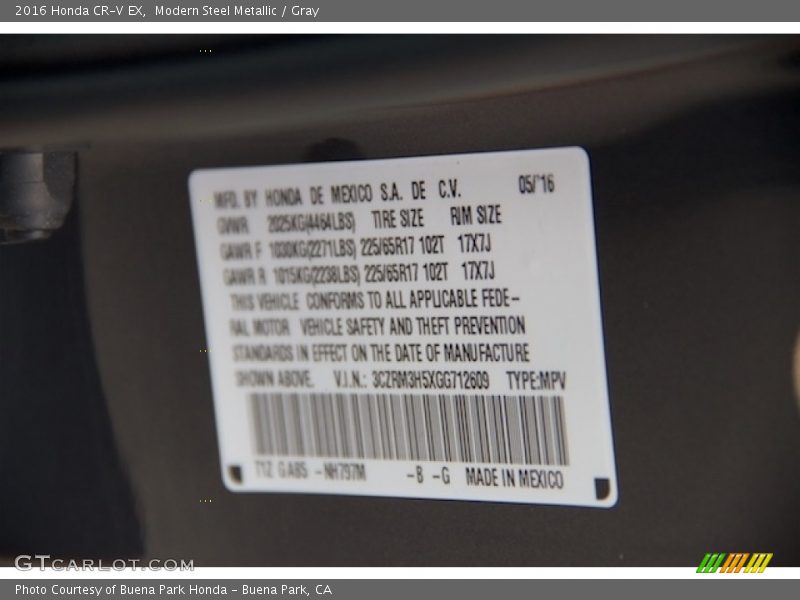 2016 Honda CR-V EX, Modern Steel Metallic / Gray
MFD. BY HONDA DE MEXICO S.A. DE C.V. 05/'16
GVWR 2025KG(4464LBS) TIRE SIZE RIM SIZE
GAWR F 1030KG(2271LBS) 225/65R17 102T 17X7J
GAWR R 1015KG(2238LBS) 225/65R17 102T 17X7J
THIS VEHICLE CONFORMS TO ALL APPLICABLE FEDE-
RAL MOTOR VEHICLE SAFETY AND THEFT PREVENTION
STANDARDS IN EFFECT ON THE DATE OF MANUFACTURE
SHOWN ABOVE. V.I.N.: 3CZRM3H5XGG712609 TYPE:MPV
T1Z GA85 -NH797M -B -G MADE IN MEXICO
GTCARLOT.COM
Photo Courtesy of Buena Park Honda - Buena Park, CA